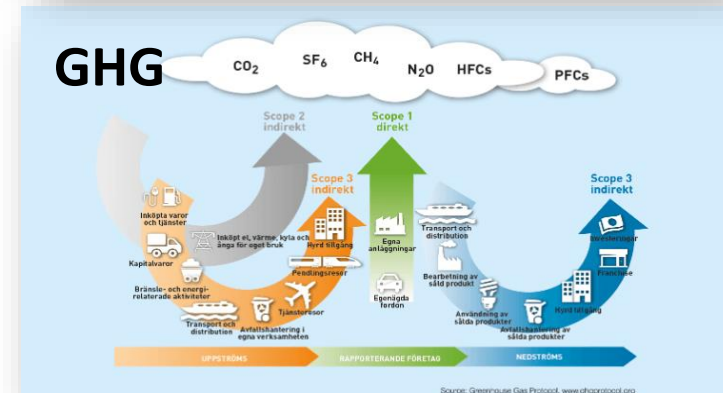 GHG
CO2
SF6
CH4
N2O
HFCs
PFCs
Scope 2
indirekt
Scope 1
direkt
Scope 3
indirekt
Scope 3
indirekt
Inköpta varor
och tjänster
Inköpt el, värme, kyla och
ånga för eget bruk
Hyrd tillgång
Kapitalvaror
Pendlingsresor
Bränsle- och energi-
relaterade aktiviteter
Tjänsteresor
Transport och
distribution
Avfallshantering i
egna verksamheten
Egna
anläggningar
Egenägda
fordon
Transport och
distribution
Bearbetning av
såld produkt
Användning av
sålda produkter
Avfallshantering av
sålda produkter
Hyrd tillgång
Franchise
Investeringar
UPPSTRÖMS
RAPPORTERANDE FÖRETAG
NEDSTRÖMS
Source: Greenhouse Gas Protocol, www.ghgprotocol.org